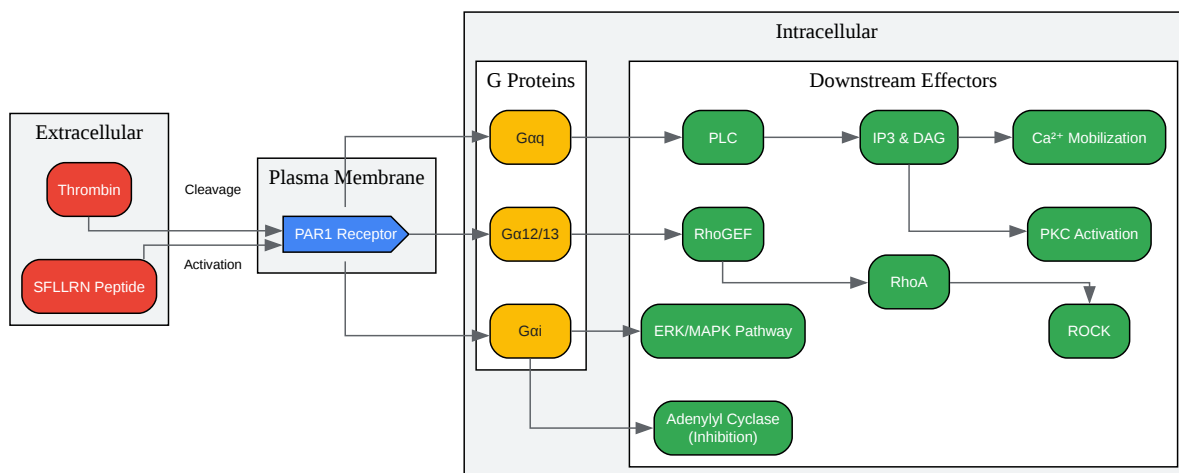 Intracellular
G Proteins
Downstream Effectors
Extracellular
Gαq
PLC
IP3 & DAG
Ca²⁺ Mobilization
Thrombin
Cleavage
Plasma Membrane
PAR1 Receptor
Gα12/13
RhoGEF
PKC Activation
Activation
SFLLRN Peptide
RhoA
Gαi
ERK/MAPK Pathway
ROCK
Adenylyl Cyclase
(Inhibition)